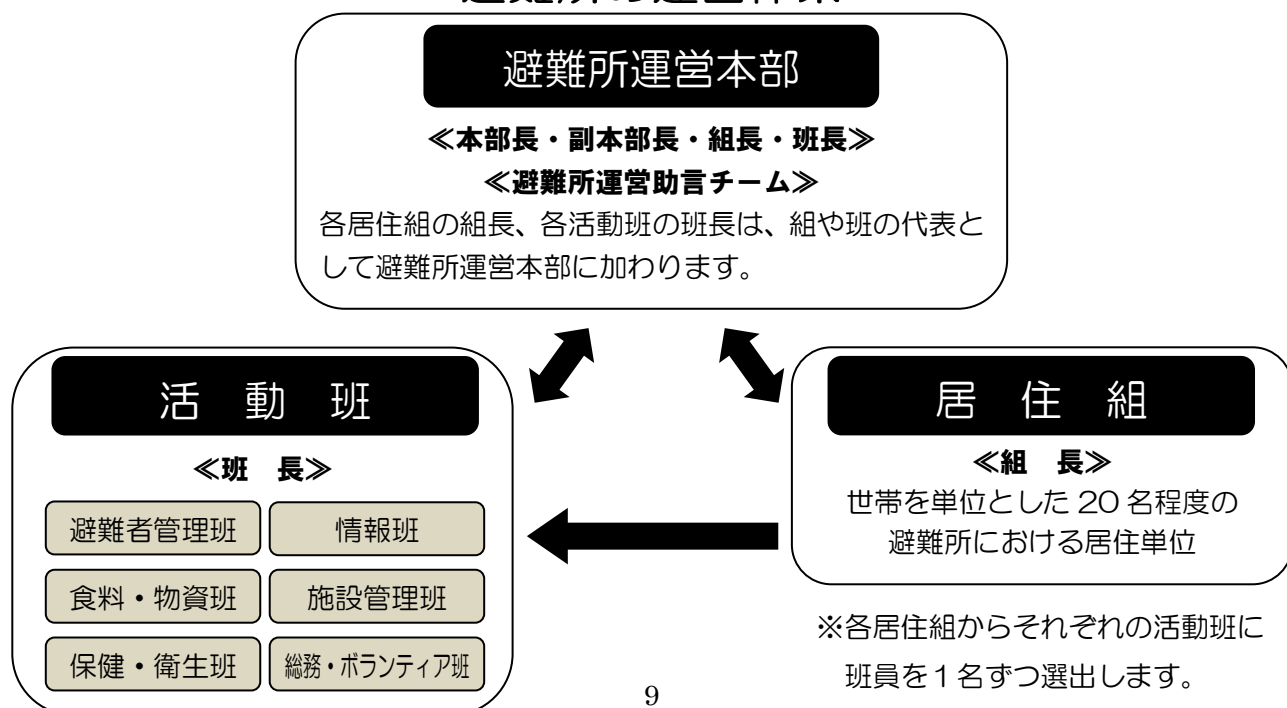 避難所運営本部
≪本部長・副本部長・組長・班長≫
≪避難所運営助言チーム≫
各居住組の組長、各活動班の班長は、組や班の代表と
して避難所運営本部に加わります。
活 動 班
≪班 長≫
避難者管理班
情報班
食料・物資班
施設管理班
保健・衛生班
総務・ボランティア班
居 住 組
≪組 長≫
世帯を単位とした 20 名程度の
避難所における居住単位
※各居住組からそれぞれの活動班に
班員を1名ずつ選出します。
9